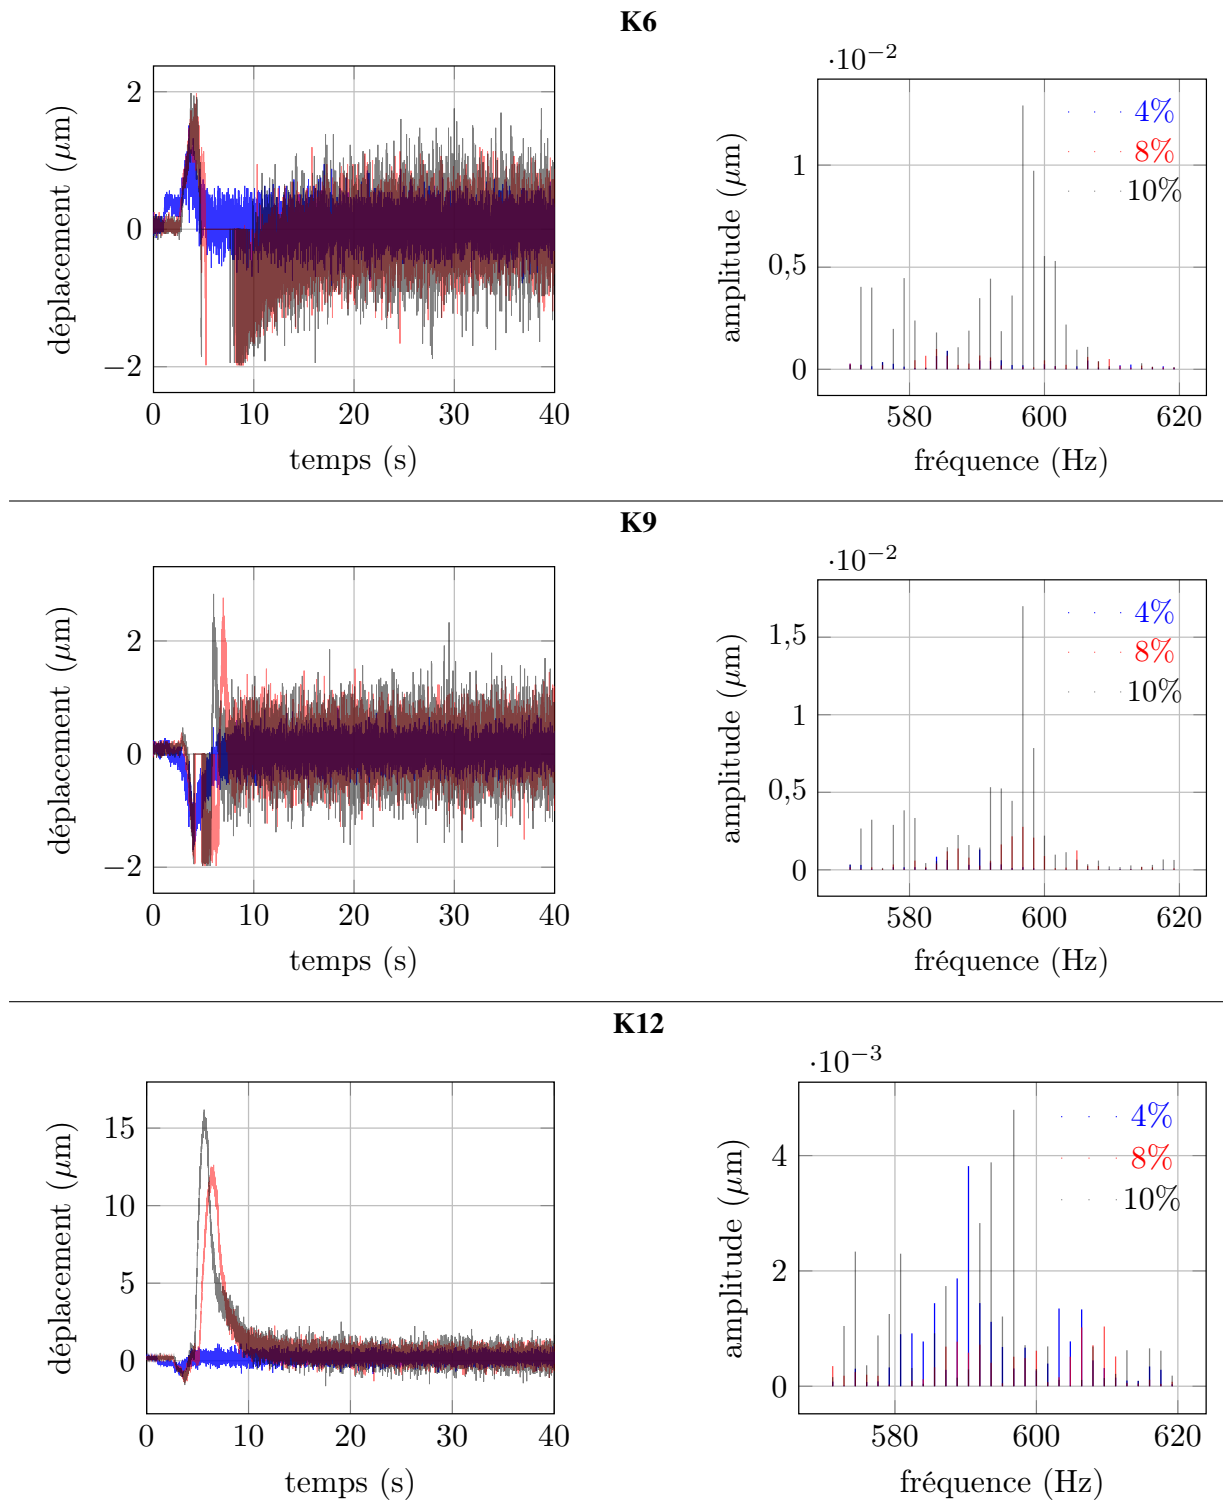 K6
2
0
−2
déplacement (μm)
0 10 20 30 40
temps (s)
·10⁻²
1
0,5
0
amplitude (μm)
4%
8%
10%
580 600 620
fréquence (Hz)
K9
2
0
−2
déplacement (μm)
0 10 20 30 40
temps (s)
·10⁻²
1,5
1
0,5
0
amplitude (μm)
4%
8%
10%
580 600 620
fréquence (Hz)
K12
15
10
5
0
déplacement (μm)
0 10 20 30 40
temps (s)
·10⁻³
4
2
0
amplitude (μm)
4%
8%
10%
580 600 620
fréquence (Hz)